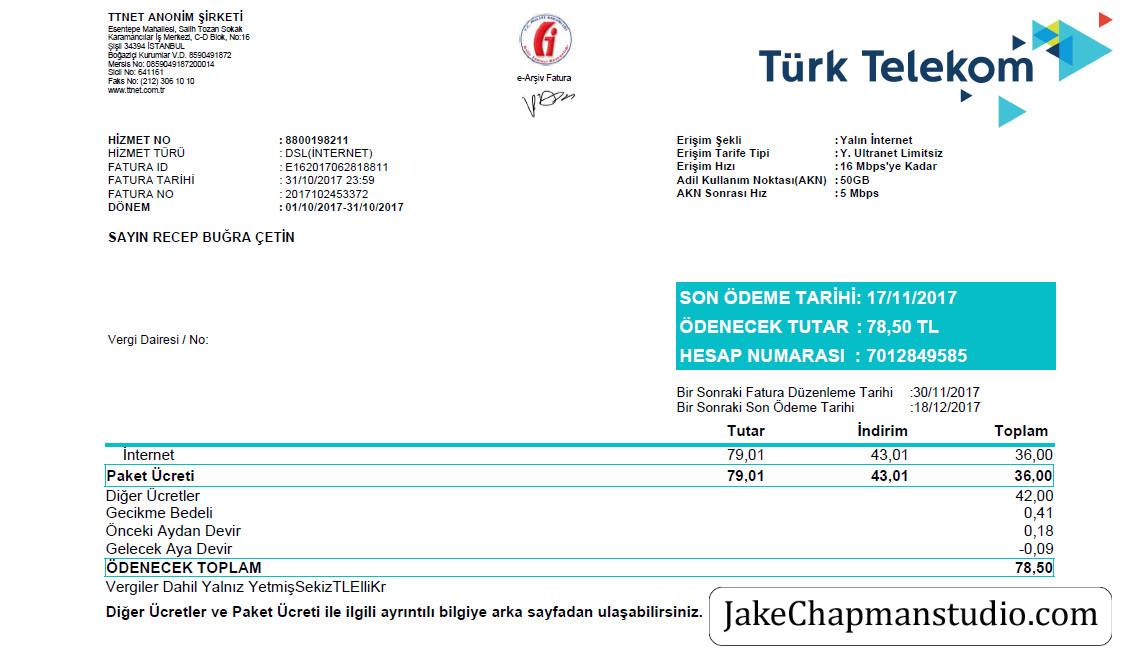 TTNET ANONİM ŞİRKETİ
Esentepe Mahallesi, Salih Tozan Sokak
Karamancılar İş Merkezi, C-D Blok, No:16
Şişli 34394 İSTANBUL
Boğaziçi Kurumlar V.D. 8590491872
Mersis No: 0859049187200014
Sicil No: 641161
Faks No: (212) 306 10 10
www.ttnet.com.tr
e-Arşiv Fatura
Türk Telekom
HİZMET NO : 8800198211
HİZMET TÜRÜ : DSL(İNTERNET)
FATURA ID : E162017062818811
FATURA TARİHİ : 31/10/2017 23:59
FATURA NO : 2017102453372
DÖNEM : 01/10/2017-31/10/2017
Erişim Şekli : Yalın İnternet
Erişim Tarife Tipi : Y. Ultranet Limitsiz
Erişim Hızı : 16 Mbps'ye Kadar
Adil Kullanım Noktası(AKN) : 50GB
AKN Sonrası Hız : 5 Mbps
SAYIN RECEP BUĞRA ÇETİN
SON ÖDEME TARİHİ: 17/11/2017
ÖDENECEK TUTAR : 78,50 TL
HESAP NUMARASI : 7012849585
Vergi Dairesi / No:
Bir Sonraki Fatura Düzenleme Tarihi :30/11/2017
Bir Sonraki Son Ödeme Tarihi :18/12/2017
Tutar İndirim Toplam
İnternet 79,01 43,01 36,00
Paket Ücreti 79,01 43,01 36,00
Diğer Ücretler 42,00
Gecikme Bedeli 0,41
Önceki Aydan Devir 0,18
Gelecek Aya Devir -0,09
ÖDENECEK TOPLAM 78,50
Vergiler Dahil Yalnız YetmişSekizTLElliKr
Diğer Ücretler ve Paket Ücreti ile ilgili ayrıntılı bilgiye arka sayfadan ulaşabilirsiniz.
JakeChapmanstudio.com